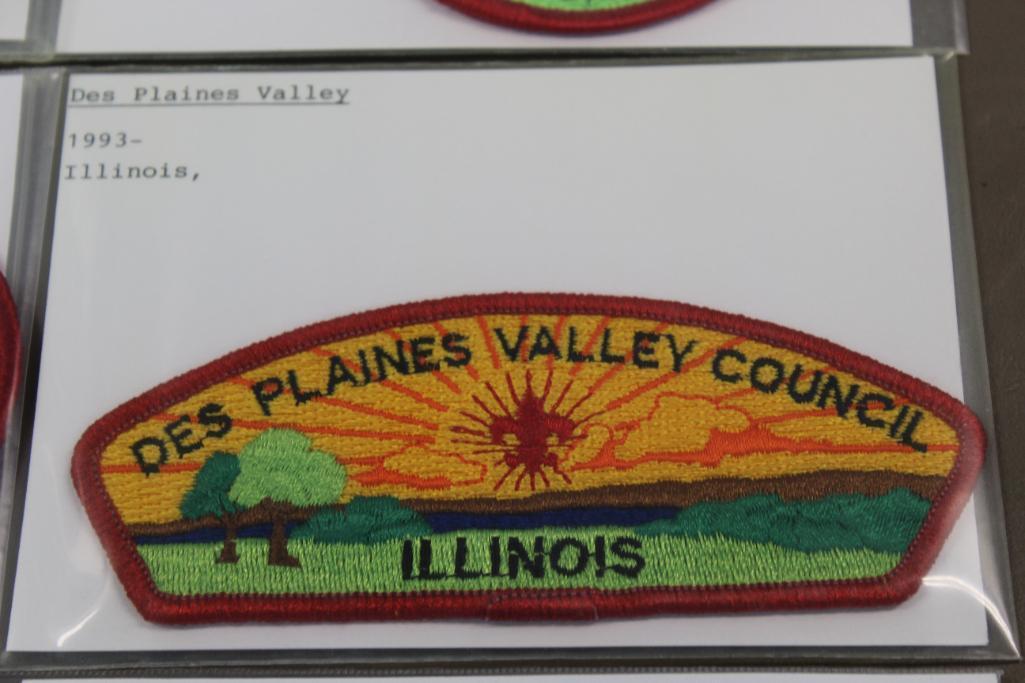 Des Plaines Valley
1993-
Illinois,
DES PLAINES VALLEY COUNCIL
ILLINOIS